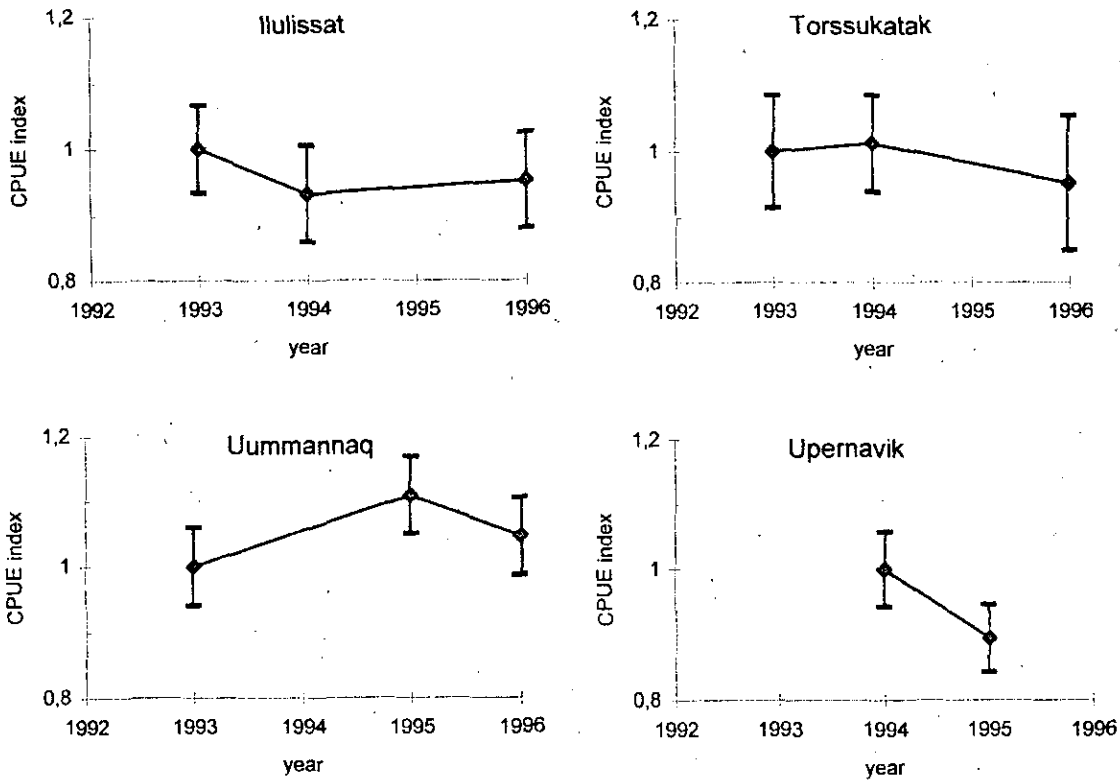 Ilulissat
1,2
1
0,8
CPUE index
1992 1993 1994 1995 1996
year
Torssukatak
1,2
1
0,8
CPUE index
1992 1993 1994 1995 1996
year
Uummannaq
1,2
1
0,8
CPUE index
1992 1993 1994 1995 1996
year
Upernavik
1,2
1
0,8
CPUE index
1992 1993 1994 1995 1996
year